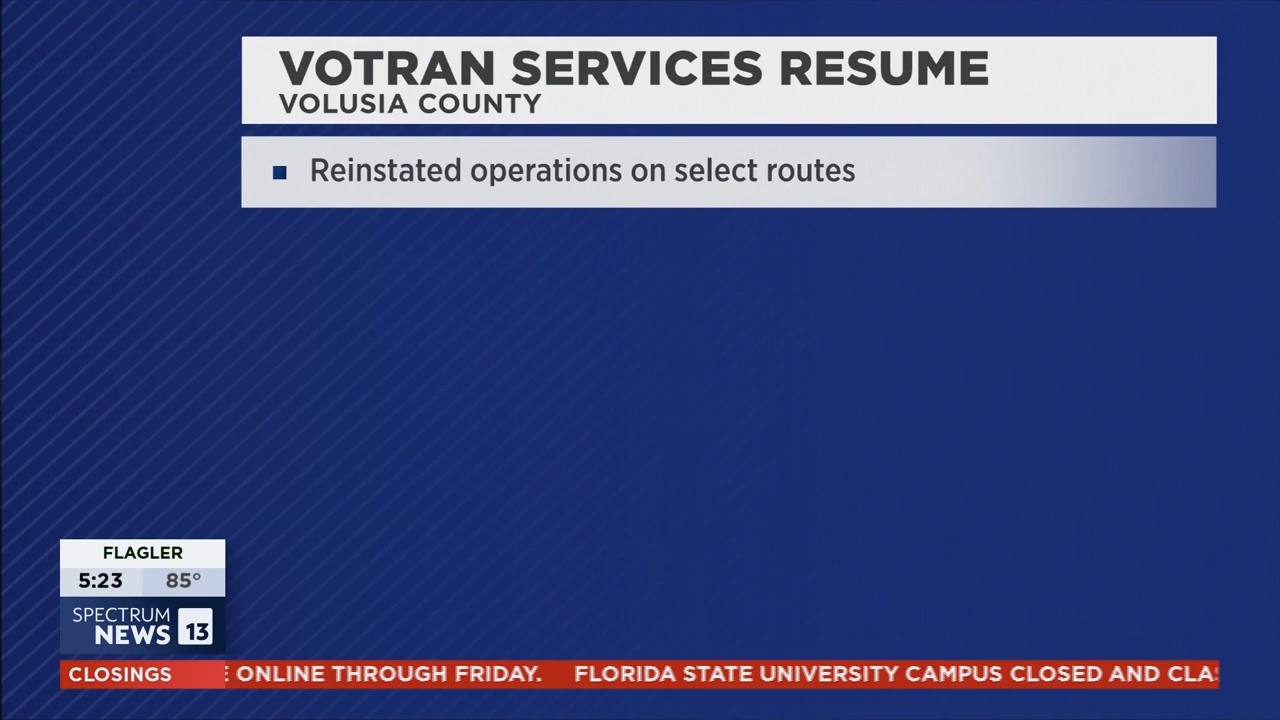 VOTRAN SERVICES RESUME
VOLUSIA COUNTY
Reinstated operations on select routes
FLAGLER
5:23 85°
SPECTRUM
NEWS 13
CLOSINGS ONLINE THROUGH FRIDAY. FLORIDA STATE UNIVERSITY CAMPUS CLOSED AND